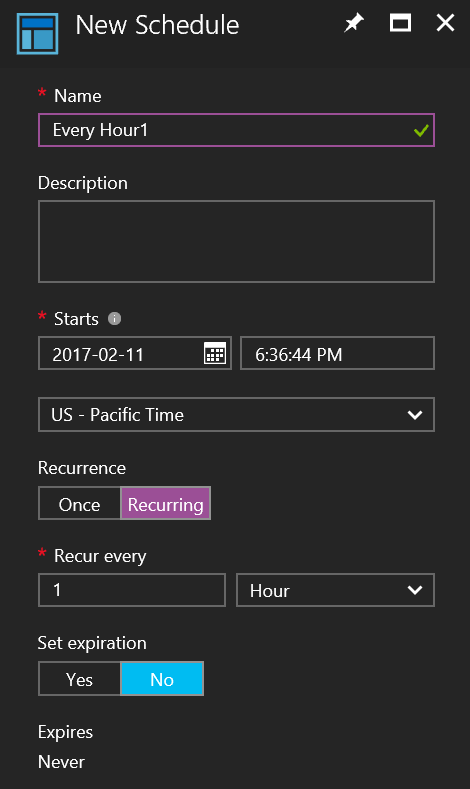 New Schedule
* Name
Every Hour1
Description
* Starts
2017-02-11 6:36:44 PM
US - Pacific Time
Recurrence
Once Recurring
* Recur every
1 Hour
Set expiration
Yes No
Expires
Never